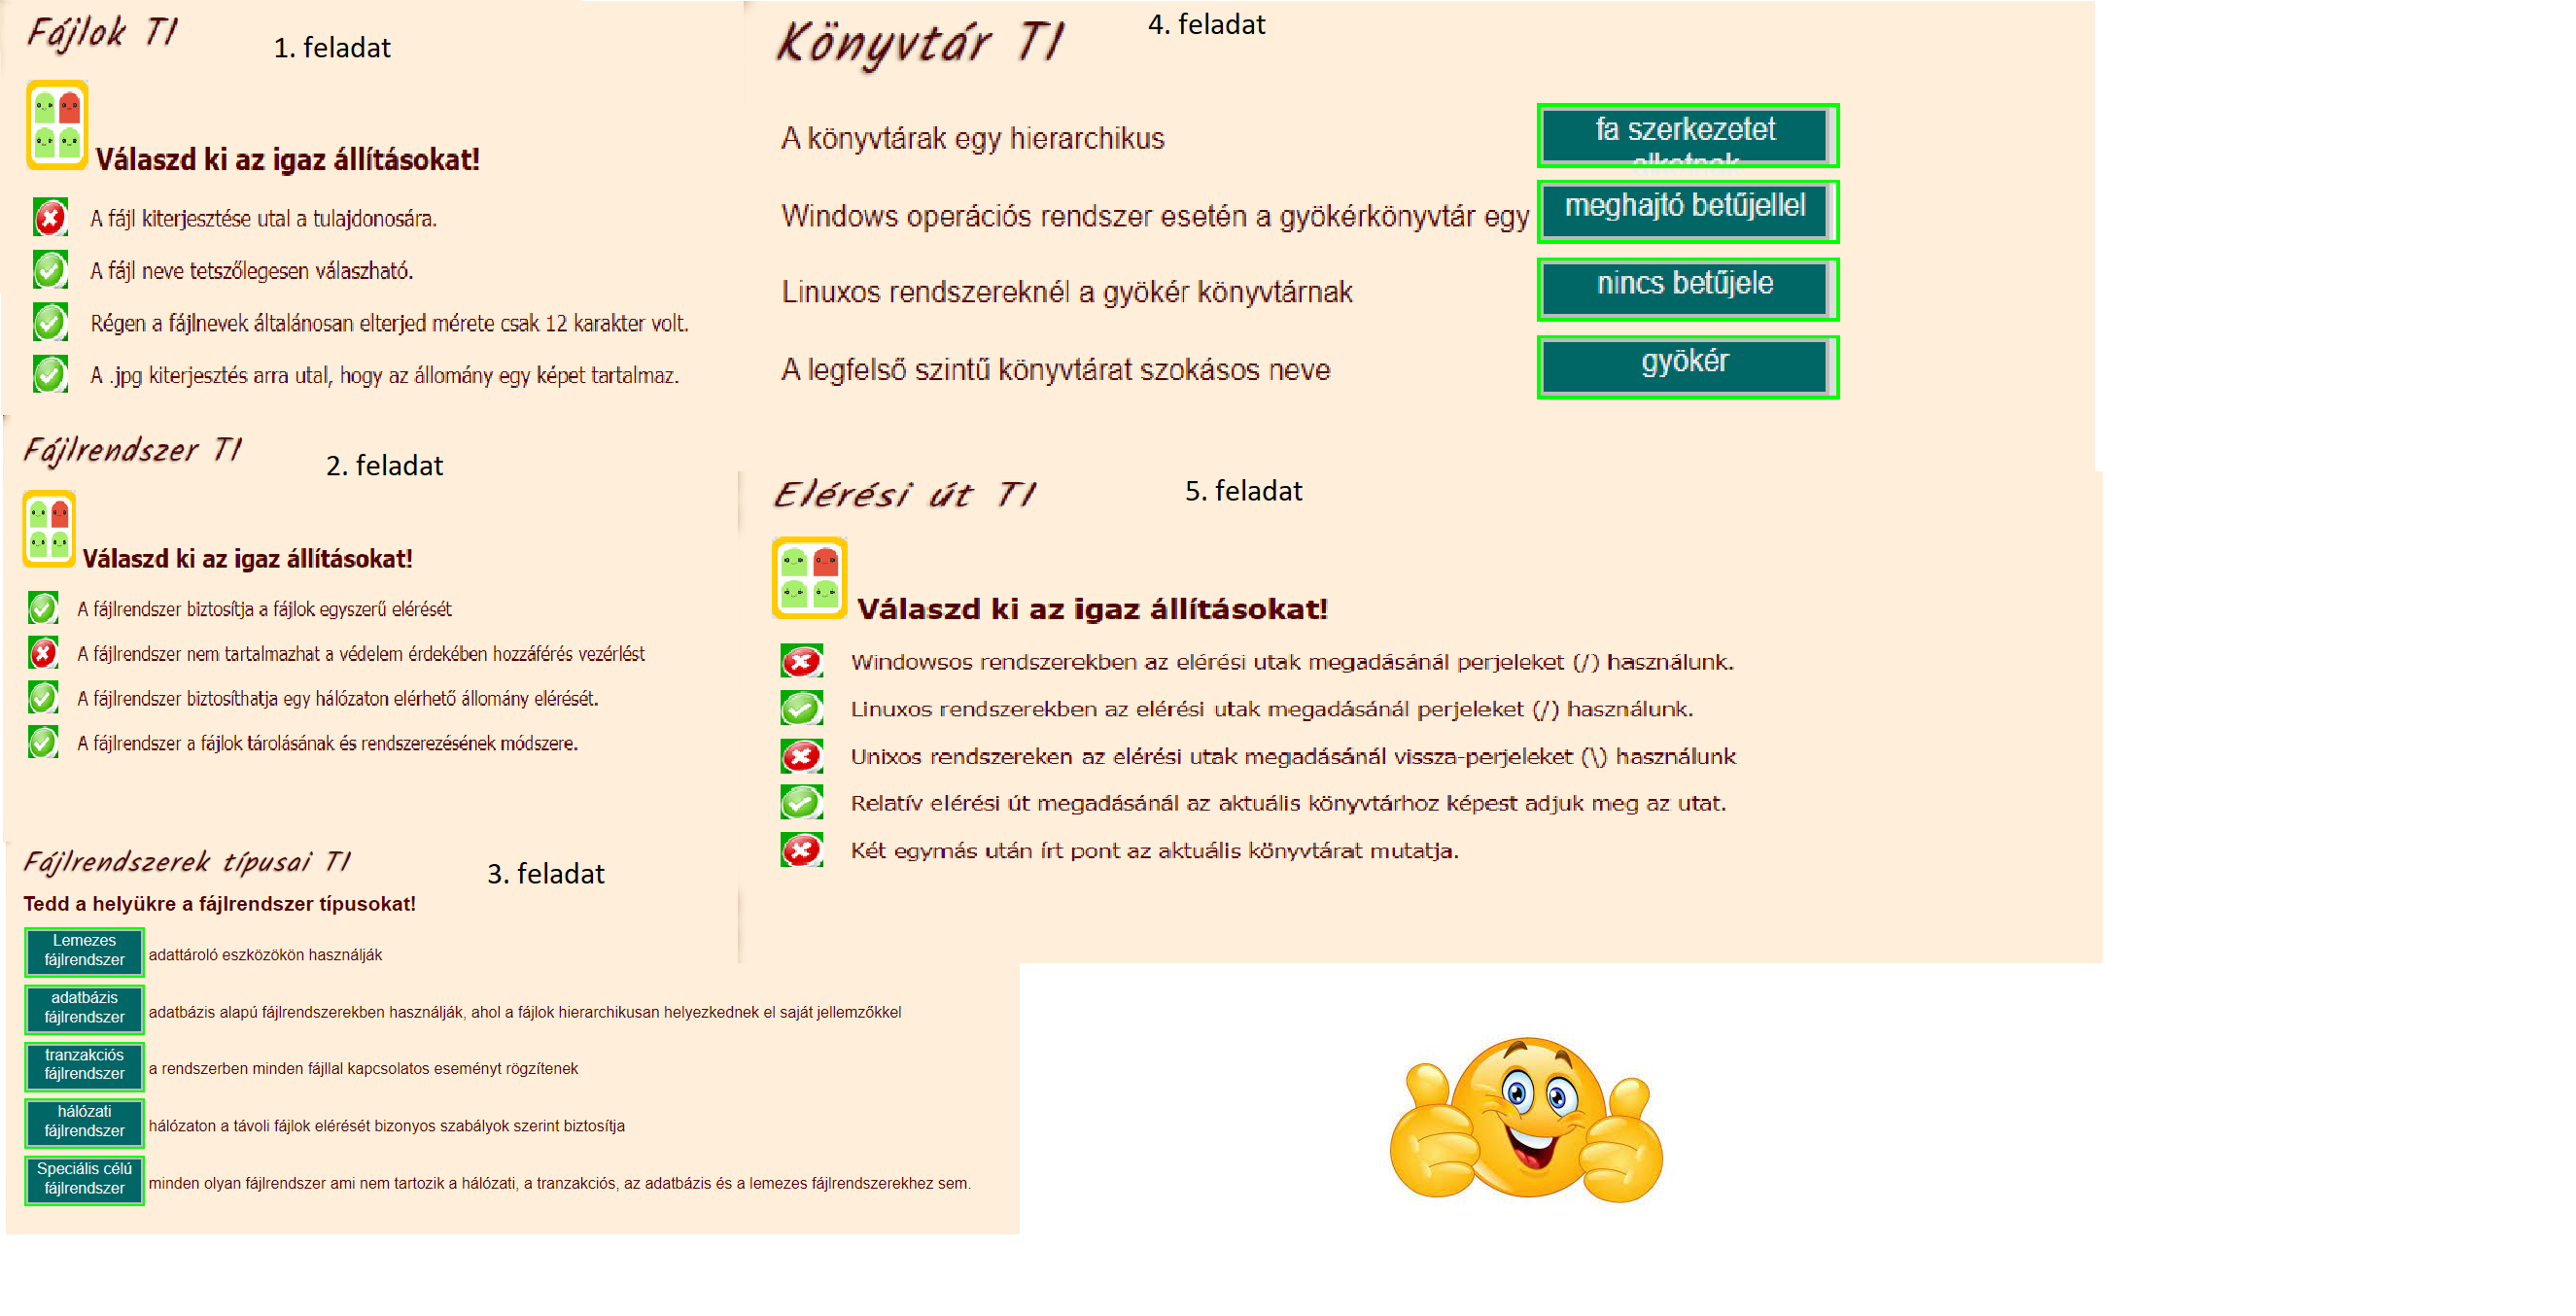 Fájlok TI
1. feladat
Válaszd ki az igaz állításokat!
A fájl kiterjesztése utal a tulajdonosára.
A fájl neve tetszőlegesen válaszható.
Régen a fájlnevek általánosan elterjed mérete csak 12 karakter volt.
A .jpg kiterjesztés arra utal, hogy az állomány egy képet tartalmaz.
Fájlrendszer TI
2. feladat
Válaszd ki az igaz állításokat!
A fájlrendszer biztosítja a fájlok egyszerű elérését
A fájlrendszer nem tartalmazhat a védelem érdekében hozzáférés vezérlést
A fájlrendszer biztosíthatja egy hálózaton elérhető állomány elérését.
A fájlrendszer a fájlok tárolásának és rendszerezésének módszere.
Fájlrendszerek típusai TI
3. feladat
Tedd a helyükre a fájlrendszer típusokat!
Lemezes
fájlrendszer
adattároló eszközökön használják
adatbázis
fájlrendszer
adatbázis alapú fájlrendszerekben használják, ahol a fájlok hierarchikusan helyezkednek el saját jellemzőkkel
tranzakciós
fájlrendszer
a rendszerben minden fájllal kapcsolatos eseményt rögzítenek
hálózati
fájlrendszer
hálózaton a távoli fájlok elérését bizonyos szabályok szerint biztosítja
Speciális célú
fájlrendszer
minden olyan fájlrendszer ami nem tartozik a hálózati, a tranzakciós, az adatbázis és a lemezes fájlrendszerekhez sem.
Könyvtár TI
4. feladat
A könyvtárak egy hierarchikus
fa szerkezetet
Windows operációs rendszer esetén a gyökérkönyvtár egy meghajtó betűjellel
Linuxos rendszereknél a gyökér könyvtárnak nincs betűjele
A legfelső szintű könyvtárat szokásos neve gyökér
Elérési út TI
5. feladat
Válaszd ki az igaz állításokat!
Windowsos rendszerekben az elérési utak megadásánál perjeleket (/) használunk.
Linuxos rendszerekben az elérési utak megadásánál perjeleket (/) használunk.
Unixos rendszereken az elérési utak megadásánál vissza-perjeleket (\) használunk
Relatív elérési út megadásánál az aktuális könyvtárhoz képest adjuk meg az utat.
Két egymás után írt pont az aktuális könyvtárat mutatja.